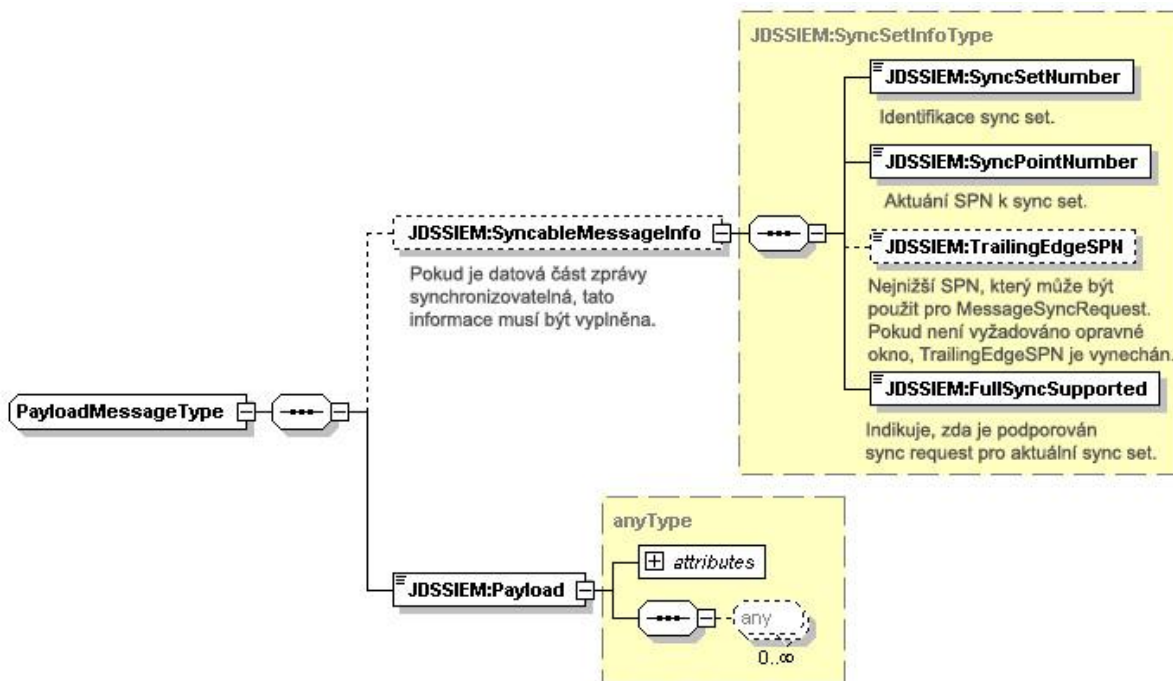 JDSSIEM:SyncSetInfoType
JDSSIEM:SyncSetNumber
Identifikace sync set.
JDSSIEM:SyncPointNumber
Aktuání SPN k sync set.
JDSSIEM:SyncableMessageInfo
Pokud je datová část zprávy
synchronizovatelná, tato
informace musí být vyplněna.
JDSSIEM:TrailingEdgeSPN
Nejnižší SPN, který může být
použit pro MessageSyncRequest.
Pokud není vyžadováno opravné
okno, TrailingEdgeSPN je vynechán.
JDSSIEM:FullSyncSupported
Indikuje, zda je podporován
sync request pro aktuální sync set.
PayloadMessageType
anyType
attributes
JDSSIEM:Payload
any
0..∞